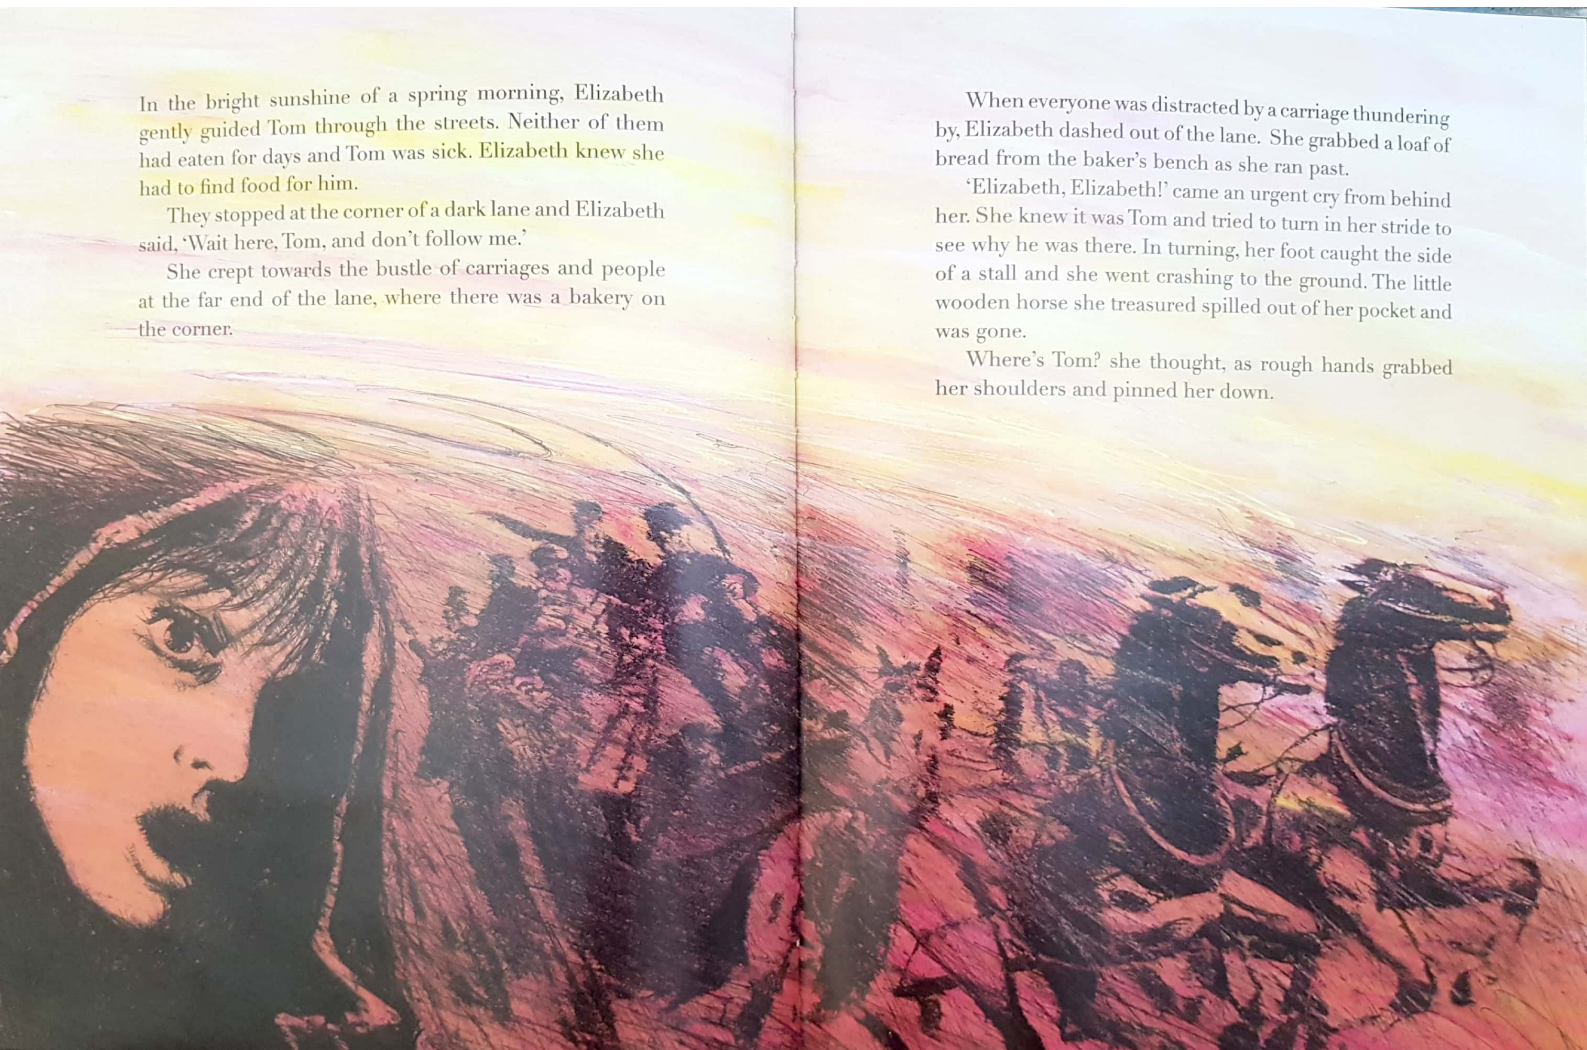 In the bright sunshine of a spring morning, Elizabeth
gently guided Tom through the streets. Neither of them
had eaten for days and Tom was sick. Elizabeth knew she
had to find food for him.
They stopped at the corner of a dark lane and Elizabeth
said, ‘Wait here, Tom, and don’t follow me.’
She crept towards the bustle of carriages and people
at the far end of the lane, where there was a bakery on
the corner.
When everyone was distracted by a carriage thundering
by, Elizabeth dashed out of the lane. She grabbed a loaf of
bread from the baker’s bench as she ran past.
‘Elizabeth, Elizabeth!’ came an urgent cry from behind
her. She knew it was Tom and tried to turn in her stride to
see why he was there. In turning, her foot caught the side
of a stall and she went crashing to the ground. The little
wooden horse she treasured spilled out of her pocket and
was gone.
Where’s Tom? she thought, as rough hands grabbed
her shoulders and pinned her down.